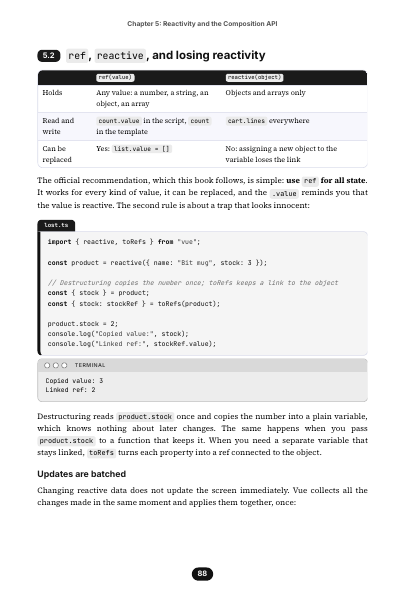 Chapter 5: Reactivity and the Composition API
5.2 ref, reactive, and losing reactivity
ref(value) reactive(object)
Holds Any value: a number, a string, an Objects and arrays only
object, an array
Read and count.value in the script, count cart.lines everywhere
write in the template
Can be Yes: list.value = [] No: assigning a new object to the
replaced variable loses the link
The official recommendation, which this book follows, is simple: use ref for all state.
It works for every kind of value, it can be replaced, and the .value reminds you that
the value is reactive. The second rule is about a trap that looks innocent:
lost.ts
import { reactive, toRefs } from "vue";
const product = reactive({ name: "Bit mug", stock: 3 });
// Destructuring copies the number once; toRefs keeps a link to the object
const { stock } = product;
const { stock: stockRef } = toRefs(product);
product.stock = 2;
console.log("Copied value:", stock);
console.log("Linked ref:", stockRef.value);
TERMINAL
Copied value: 3
Linked ref: 2
Destructuring reads product.stock once and copies the number into a plain variable,
which knows nothing about later changes. The same happens when you pass
product.stock to a function that keeps it. When you need a separate variable that
stays linked, toRefs turns each property into a ref connected to the object.
Updates are batched
Changing reactive data does not update the screen immediately. Vue collects all the
changes made in the same moment and applies them together, once:
88